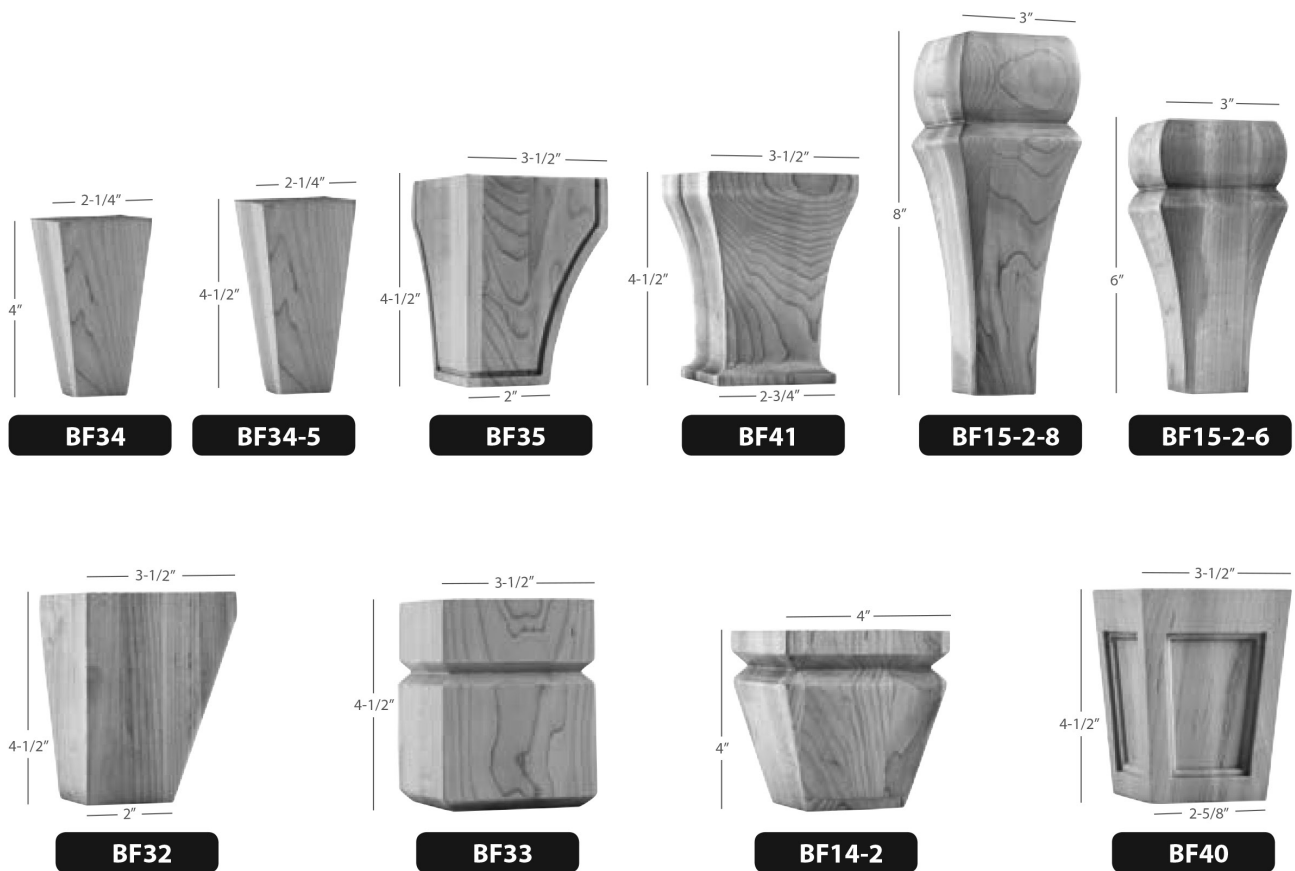 3”
8”
3”
6”
3-1/2”
4-1/2”
2”
3-1/2”
4-1/2”
2-3/4”
2-1/4”
4”
2-1/4”
4-1/2”
BF34
BF34-5
BF35
BF41
BF15-2-8
BF15-2-6
3-1/2”
4-1/2”
2”
3-1/2”
4-1/2”
4”
4”
3-1/2”
4-1/2”
2-5/8”
BF32
BF33
BF14-2
BF40